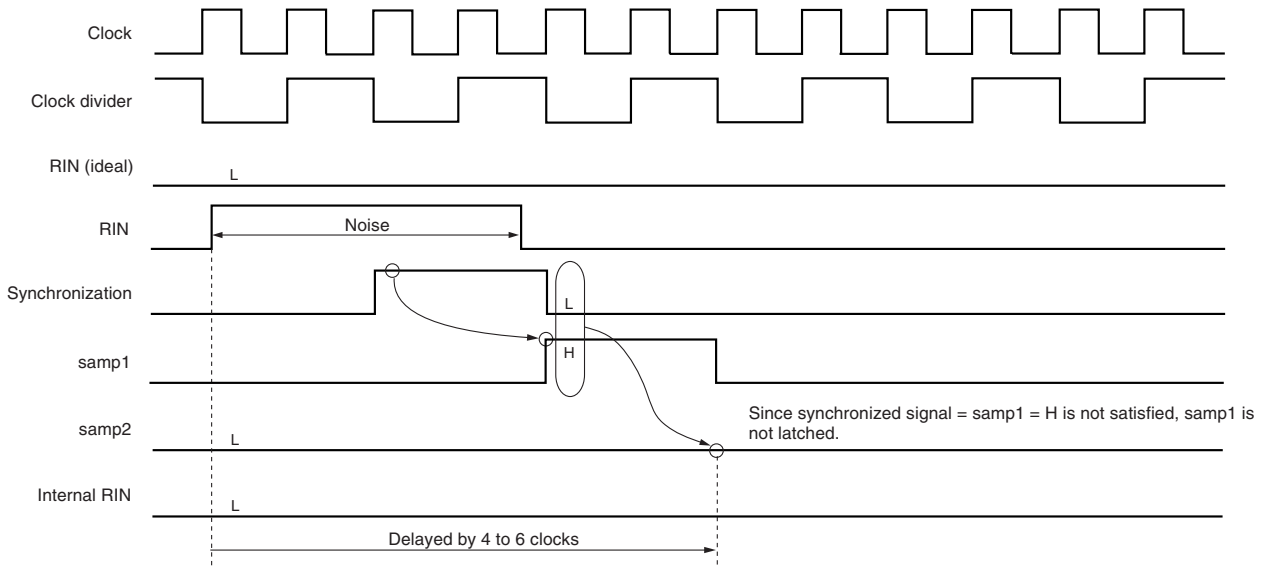 Clock
Clock divider
RIN (ideal)
L
RIN
Noise
Synchronization
L
samp1
H
Since synchronized signal = samp1 = H is not satisfied, samp1 is
not latched.
samp2
L
Internal RIN
L
Delayed by 4 to 6 clocks